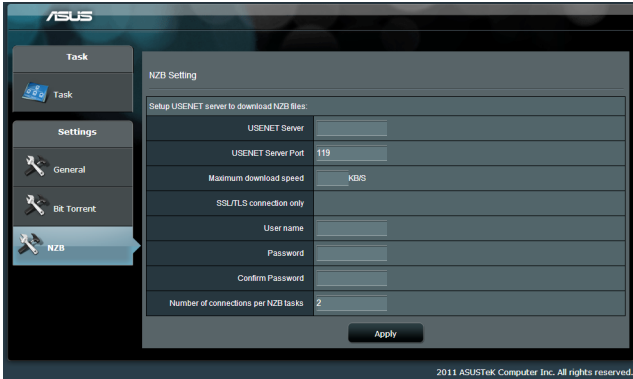 ASUS
Task
Task
Settings
General
Bit Torrent
NZB
NZB Setting
Setup USENET server to download NZB files:
USENET Server
USENET Server Port 119
Maximum download speed KB/S
SSL/TLS connection only
User name
Password
Confirm Password
Number of connections per NZB tasks 2
Apply
2011 ASUSTeK Computer Inc. All rights reserved.